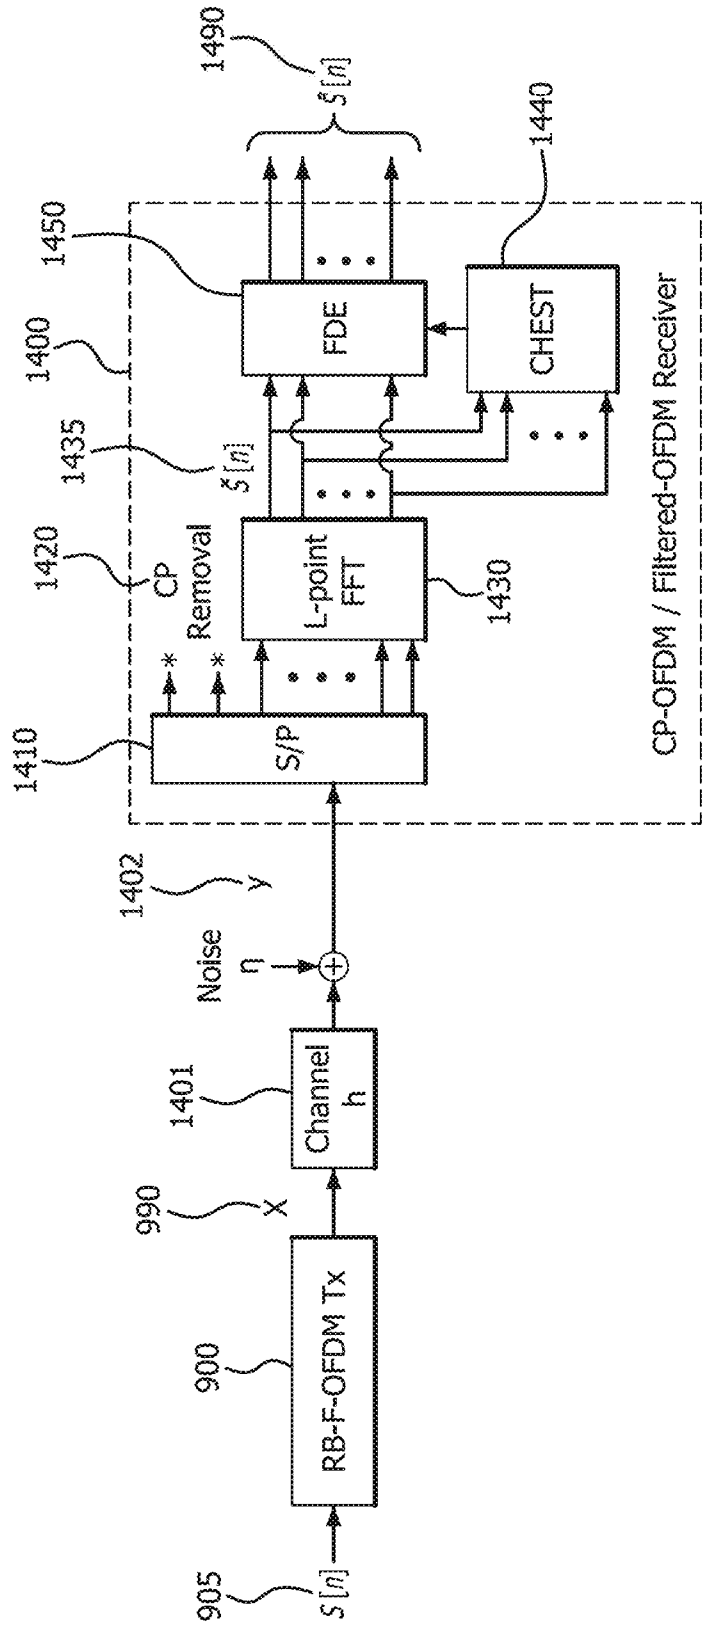 905
S[n]
900
RB-F-OFDM Tx
990
X
1401
Channel
h
Noise
η
+
1402
y
1400
1410
S/P
1420
CP
Removal
*
*
L-point
FFT
1430
1435
Š[n]
1450
FDE
CHEST
1440
1490
Ŝ[n]
CP-OFDM / Filtered-OFDM Receiver